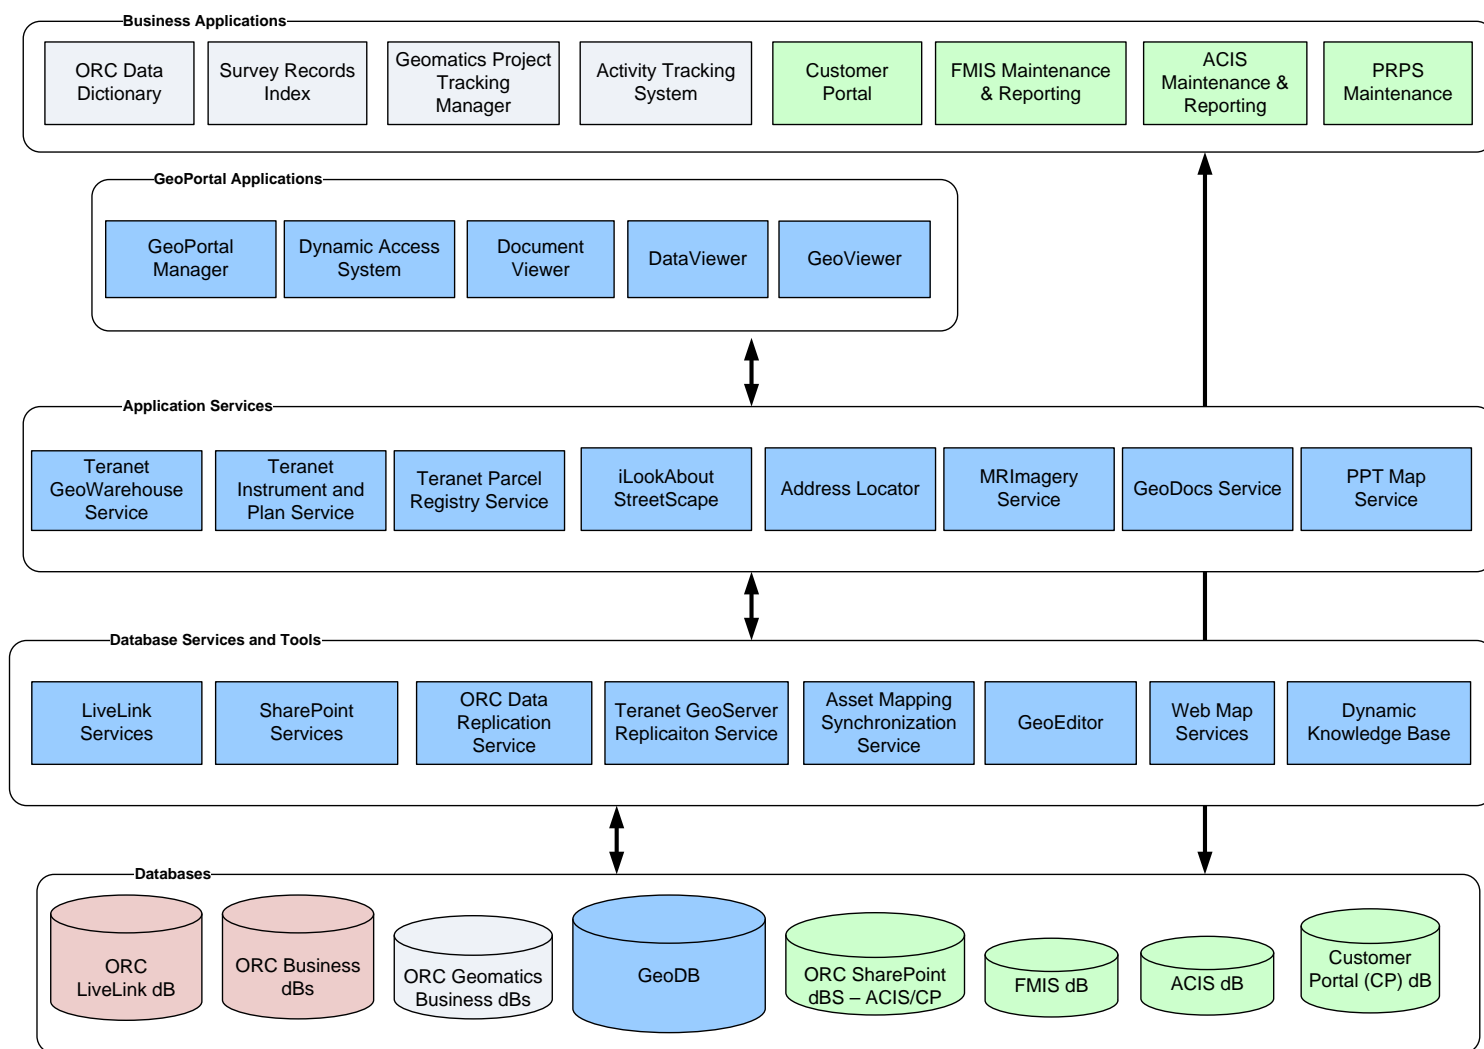 Business Applications
ORC Data
Dictionary
Survey Records
Index
Geomatics Project
Tracking
Manager
Activity Tracking
System
Customer
Portal
FMIS Maintenance
& Reporting
ACIS
Maintenance &
Reporting
PRPS
Maintenance
GeoPortal Applications
GeoPortal
Manager
Dynamic Access
System
Document
Viewer
DataViewer
GeoViewer
Application Services
Teranet
GeoWarehouse
Service
Teranet
Instrument and
Plan Service
Teranet Parcel
Registry Service
iLookAbout
StreetScape
Address Locator
MRImagery
Service
GeoDocs Service
PPT Map
Service
Database Services and Tools
LiveLink
Services
SharePoint
Services
ORC Data
Replication
Service
Teranet GeoServer
Replicaiton Service
Asset Mapping
Synchronization
Service
GeoEditor
Web Map
Services
Dynamic
Knowledge Base
Databases
ORC
LiveLink dB
ORC Business
dBs
ORC Geomatics
Business dBs
GeoDB
ORC SharePoint
dBS – ACIS/CP
FMIS dB
ACIS dB
Customer
Portal (CP) dB